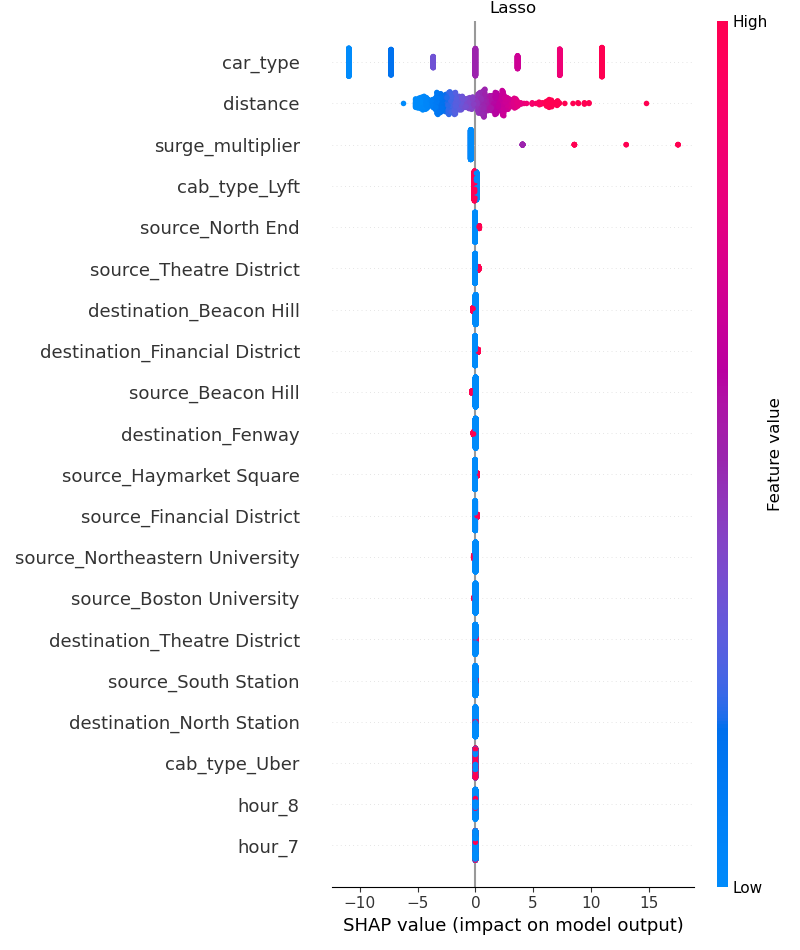 Lasso
High
car_type
distance
surge_multiplier
cab_type_Lyft
source_North End
source_Theatre District
destination_Beacon Hill
destination_Financial District
source_Beacon Hill
destination_Fenway
source_Haymarket Square
source_Financial District
source_Northeastern University
source_Boston University
destination_Theatre District
source_South Station
destination_North Station
cab_type_Uber
hour_8
hour_7
Feature value
Low
−10 −5 0 5 10 15
SHAP value (impact on model output)